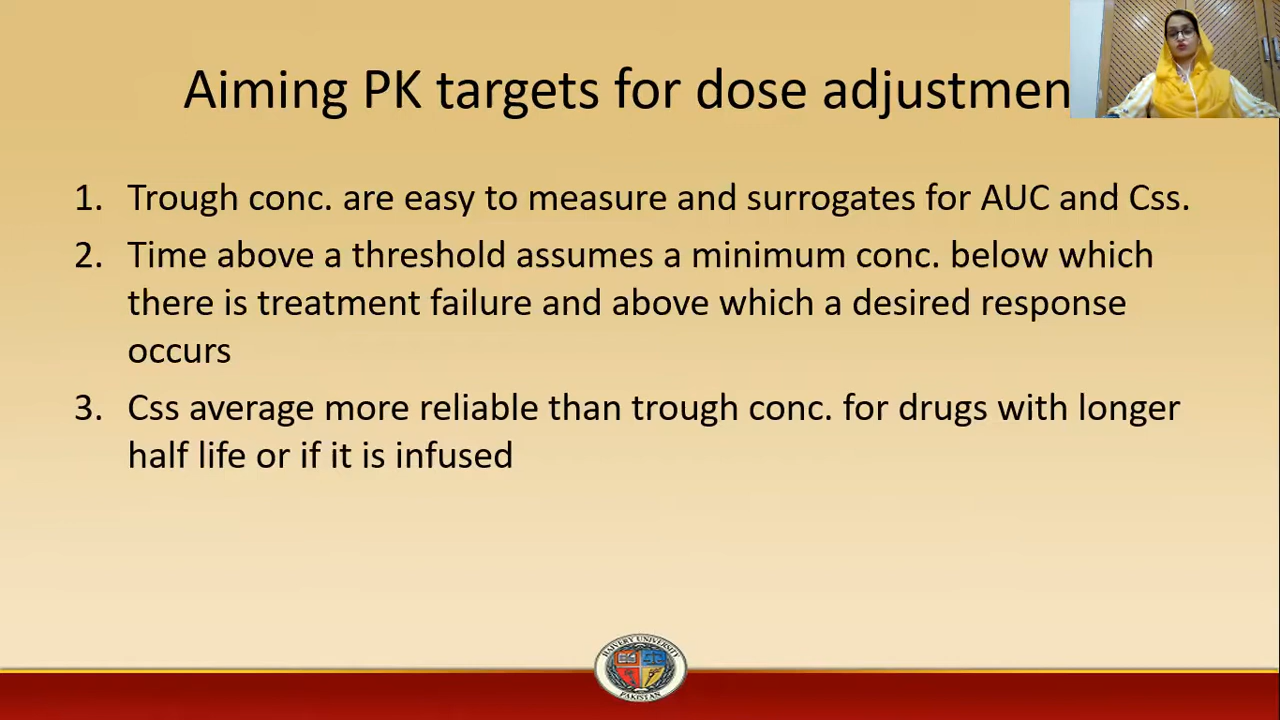 Aiming PK targets for dose adjustmen
1. Trough conc. are easy to measure and surrogates for AUC and Css.
2. Time above a threshold assumes a minimum conc. below which
there is treatment failure and above which a desired response
occurs
3. Css average more reliable than trough conc. for drugs with longer
half life or if it is infused
UNIVERSITY
PAKISTAN